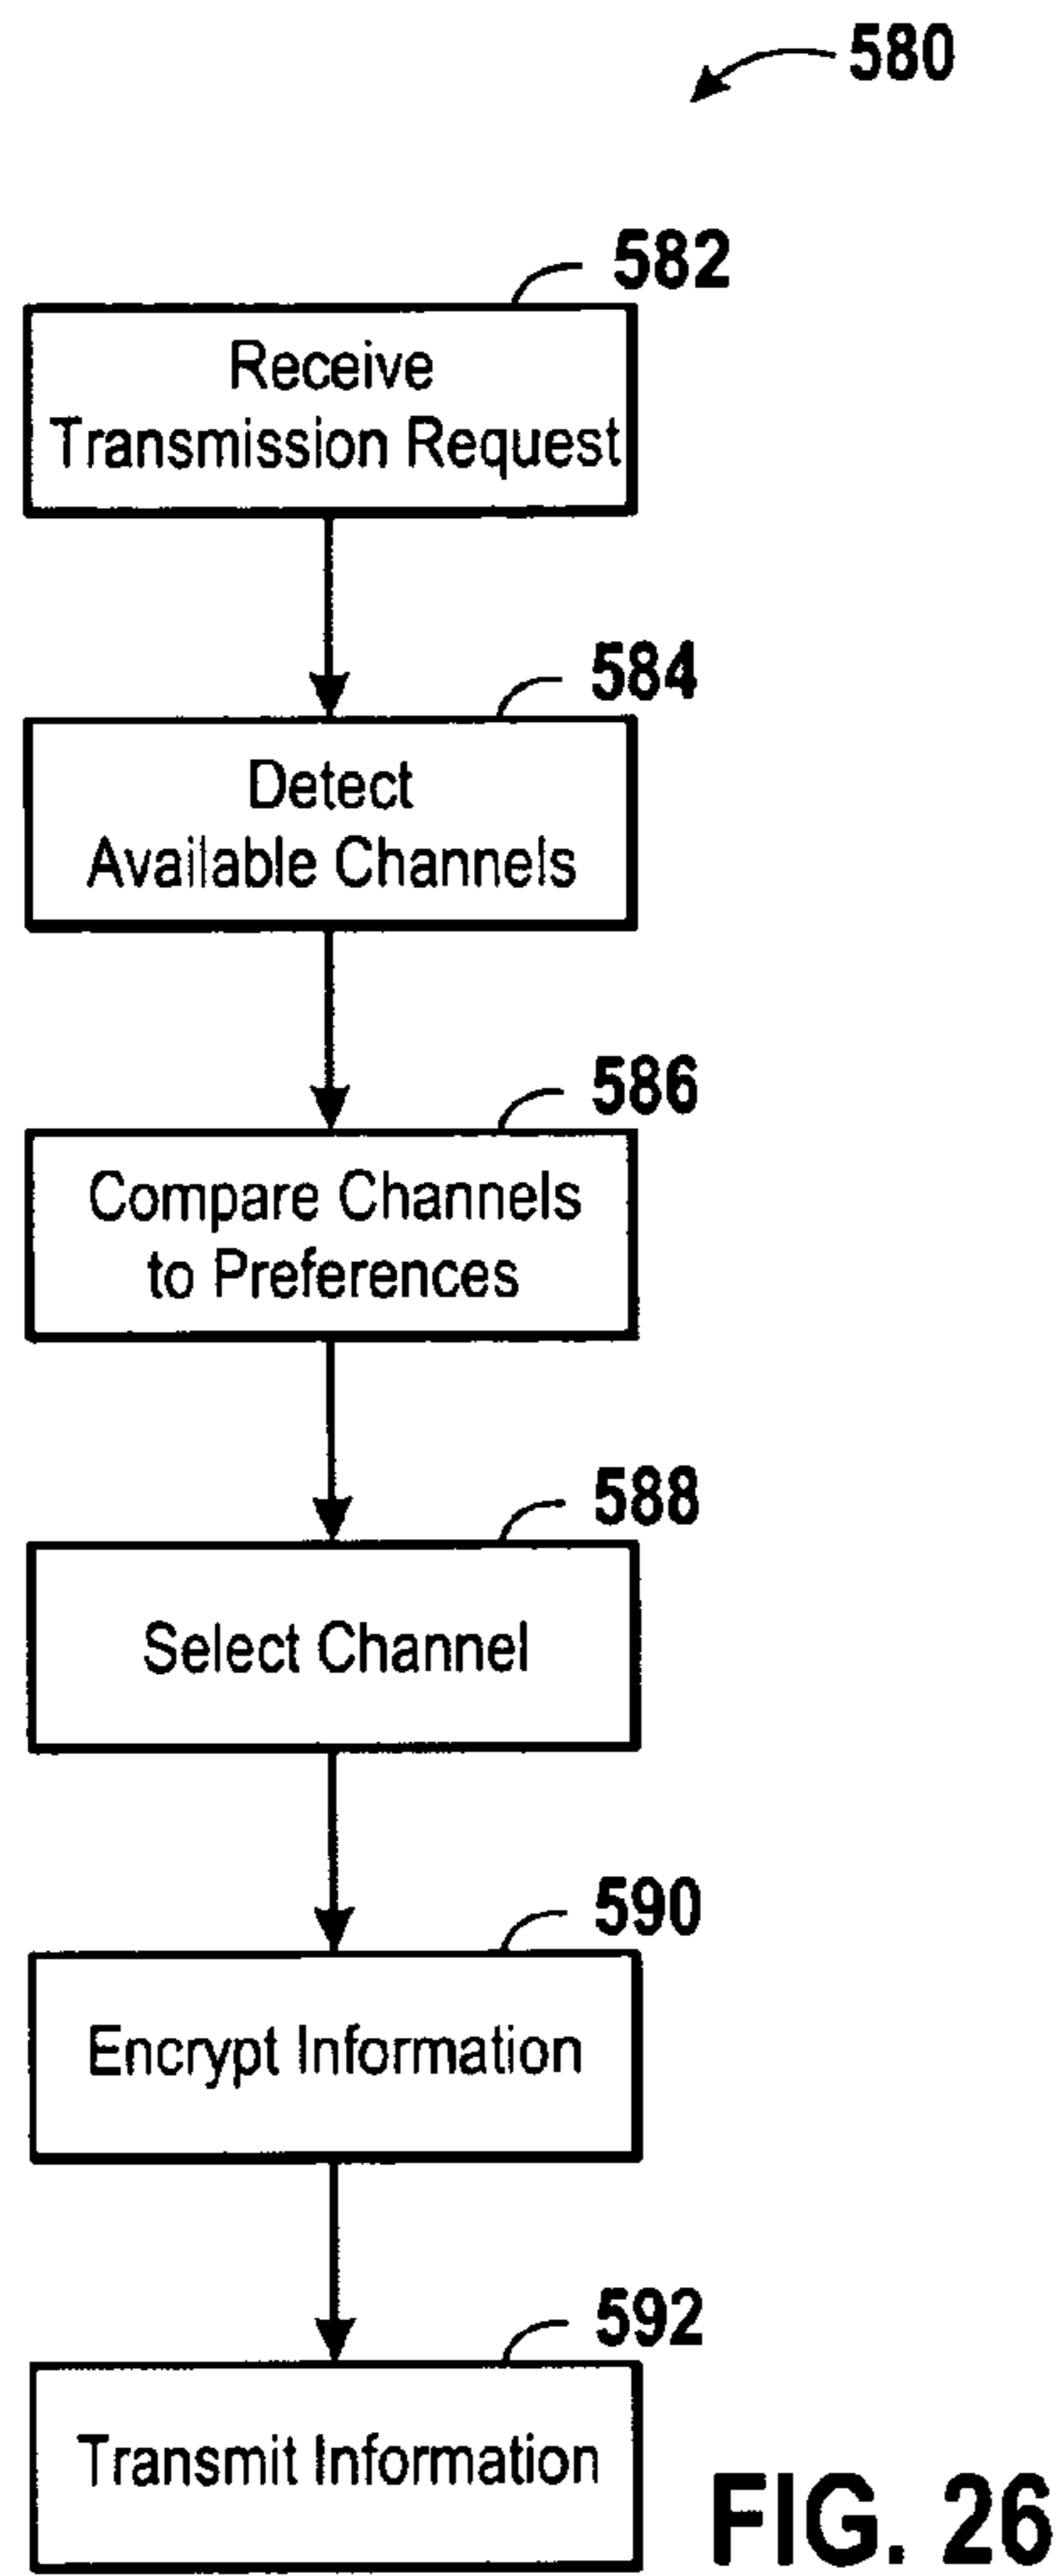 580
582
Receive
Transmission Request
584
Detect
Available Channels
586
Compare Channels
to Preferences
588
Select Channel
590
Encrypt Information
592
Transmit Information
FIG. 26